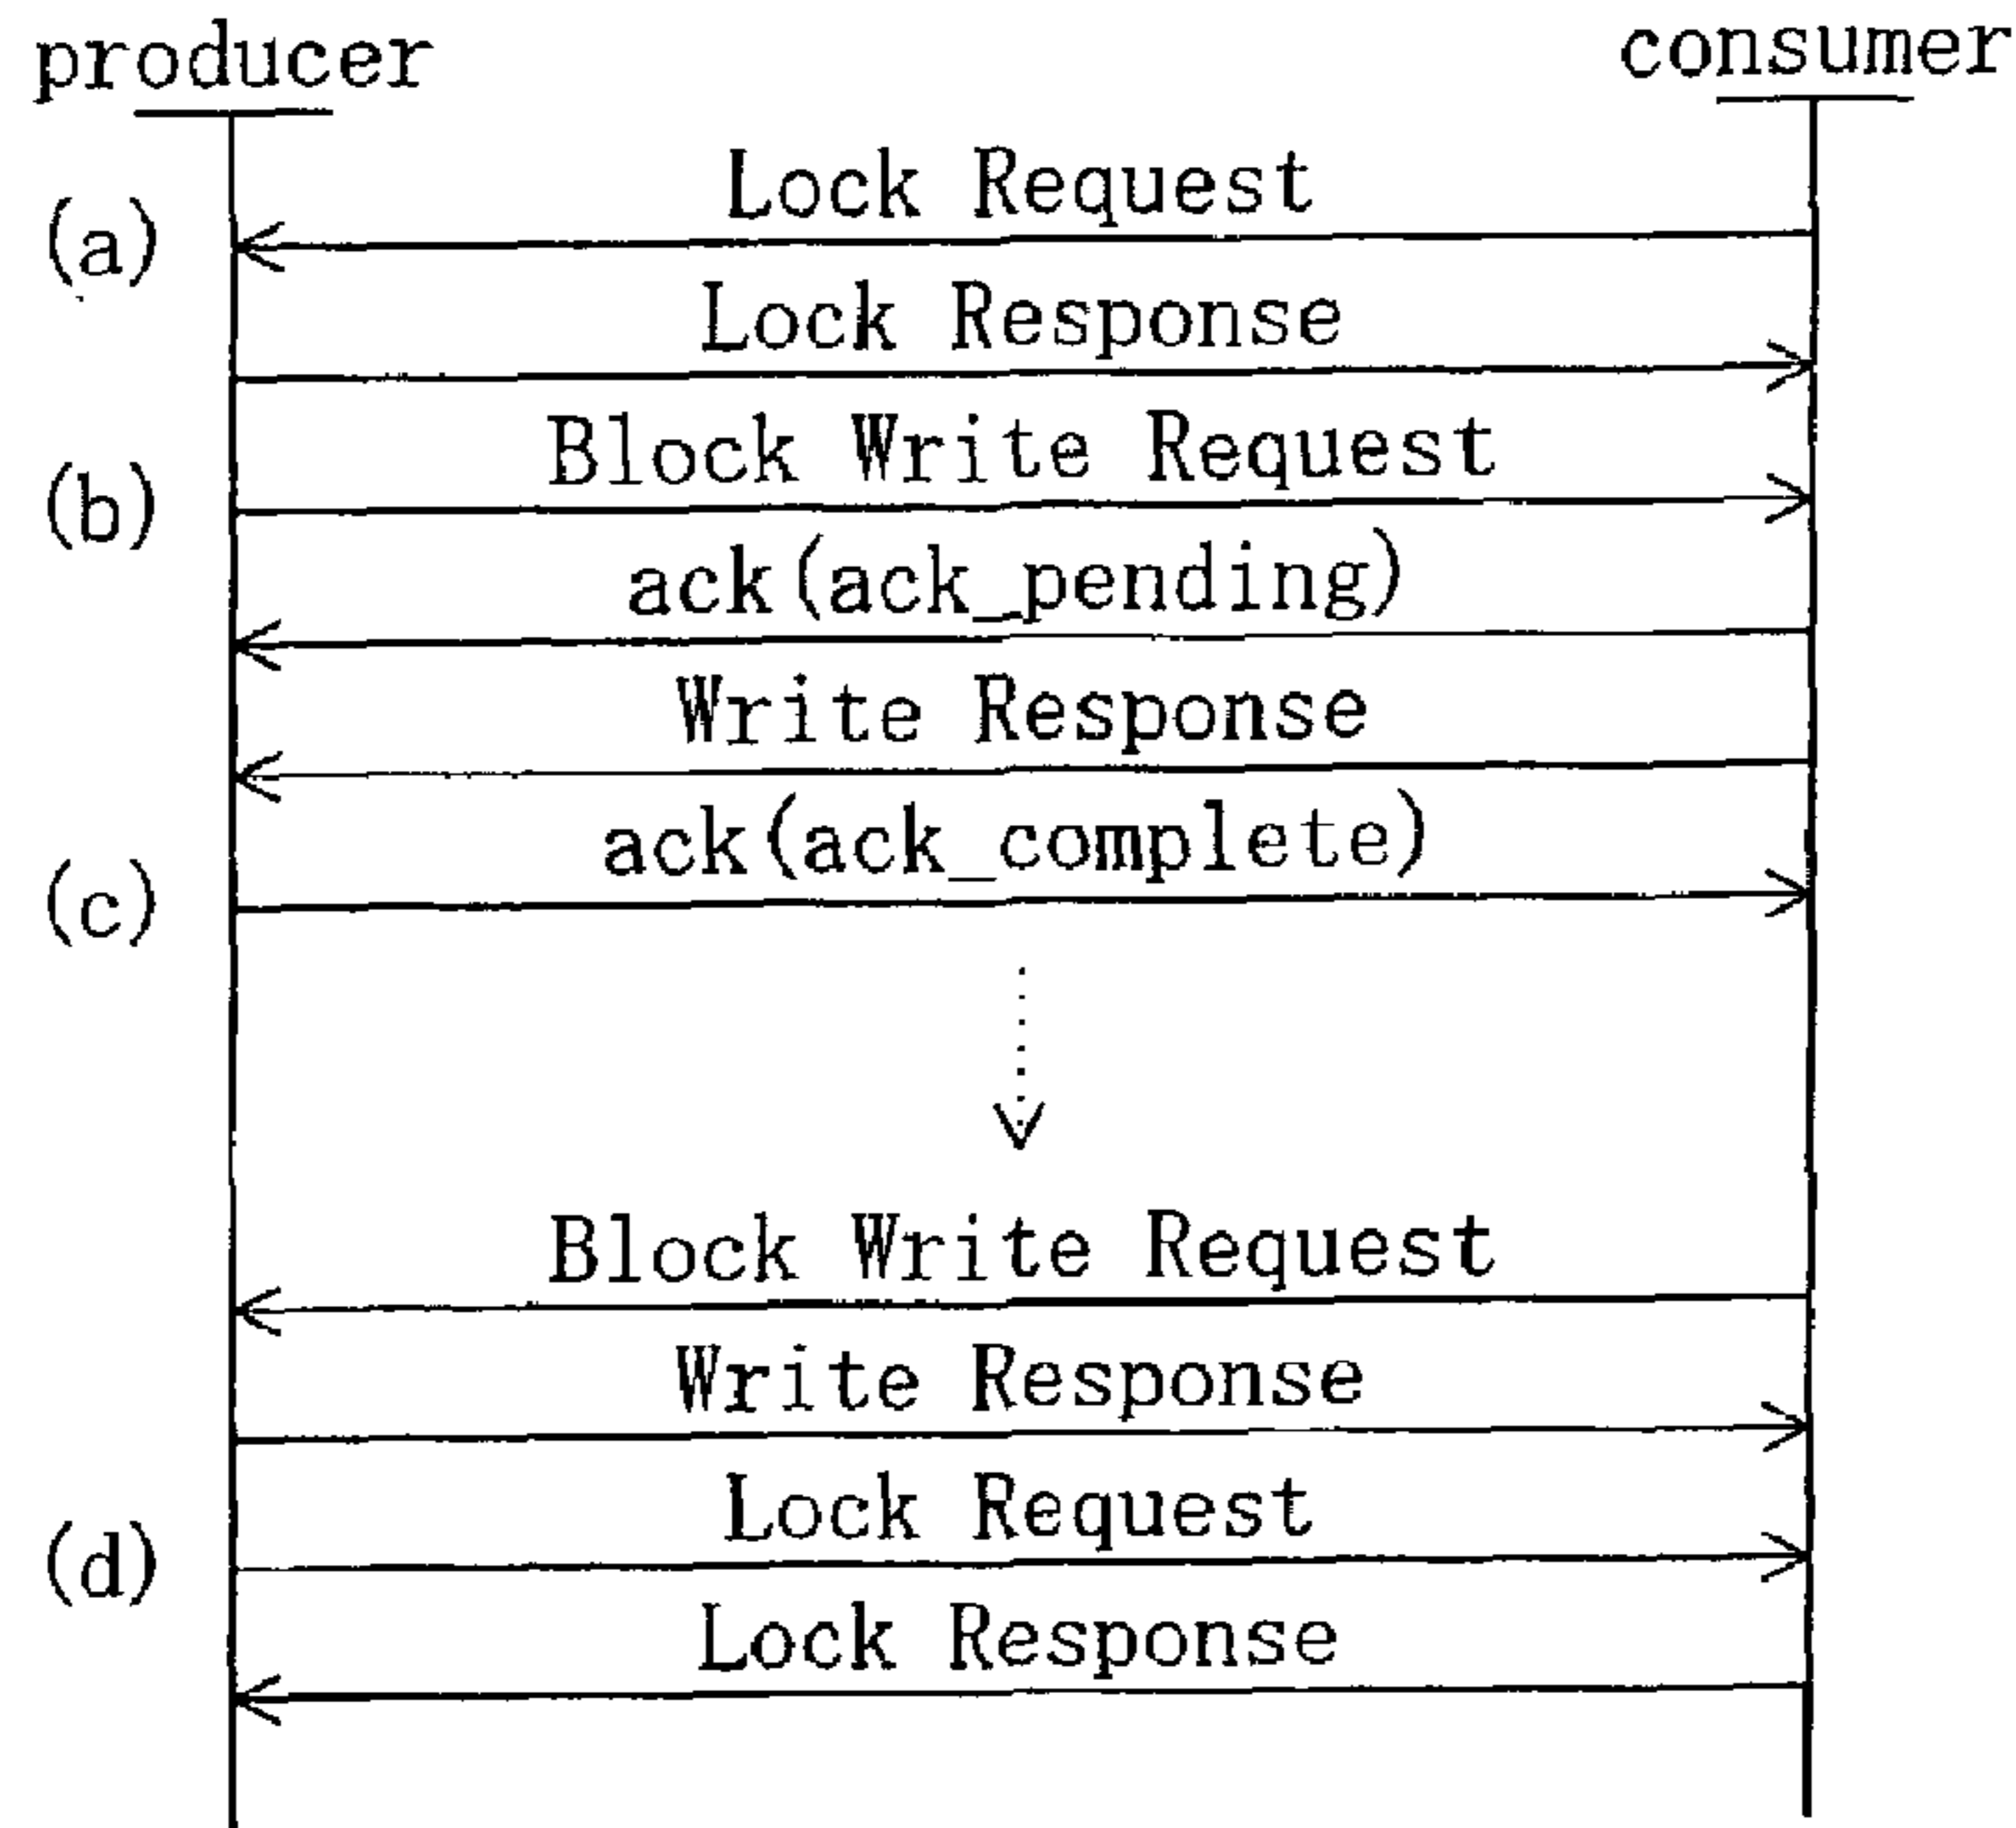 producer
consumer
Lock Request
(a)
Lock Response
Block Write Request
(b)
ack(ack_pending)
Write Response
ack(ack_complete)
(c)
Block Write Request
Write Response
Lock Request
(d)
Lock Response